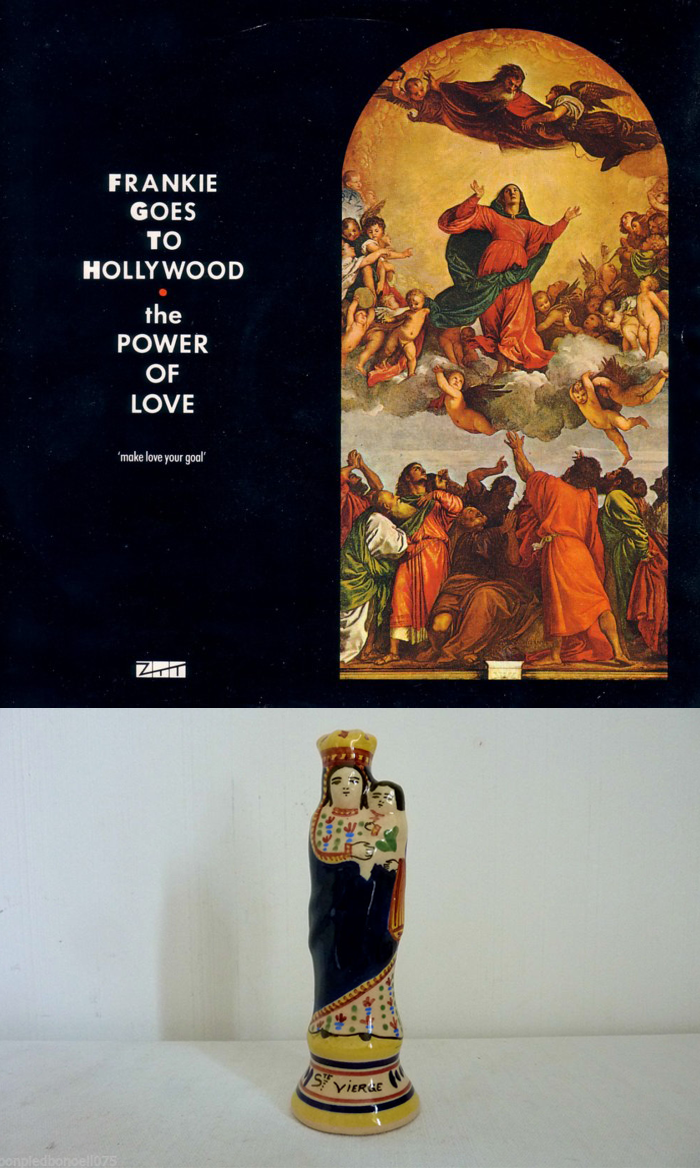 FRANKIE
GOES
TO
HOLLYWOOD
the
POWER
OF
LOVE
'make love your goal'
ZTT
STE VIERGE